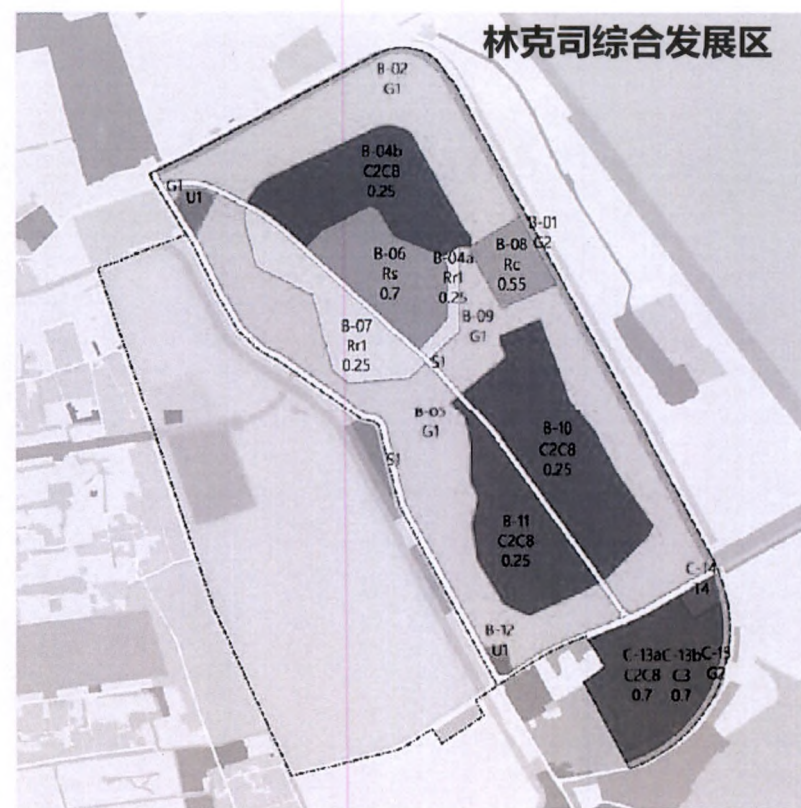 林克司综合发展区
B-02
G1
B-04b
C2C8
0.25
G1
U1
B-01
G2
B-08
Rc
0.55
B-06
Rs
0.7
B-04a
Rr1
0.25
B-09
G1
B-07
Rr1
0.25
S1
B-05
G1
B-10
C2C8
0.25
S1
B-11
C2C8
0.25
C-14
T4
B-12
U1
C-13a
C2C8
0.7
C-13b
C3
0.7
C-15
G2